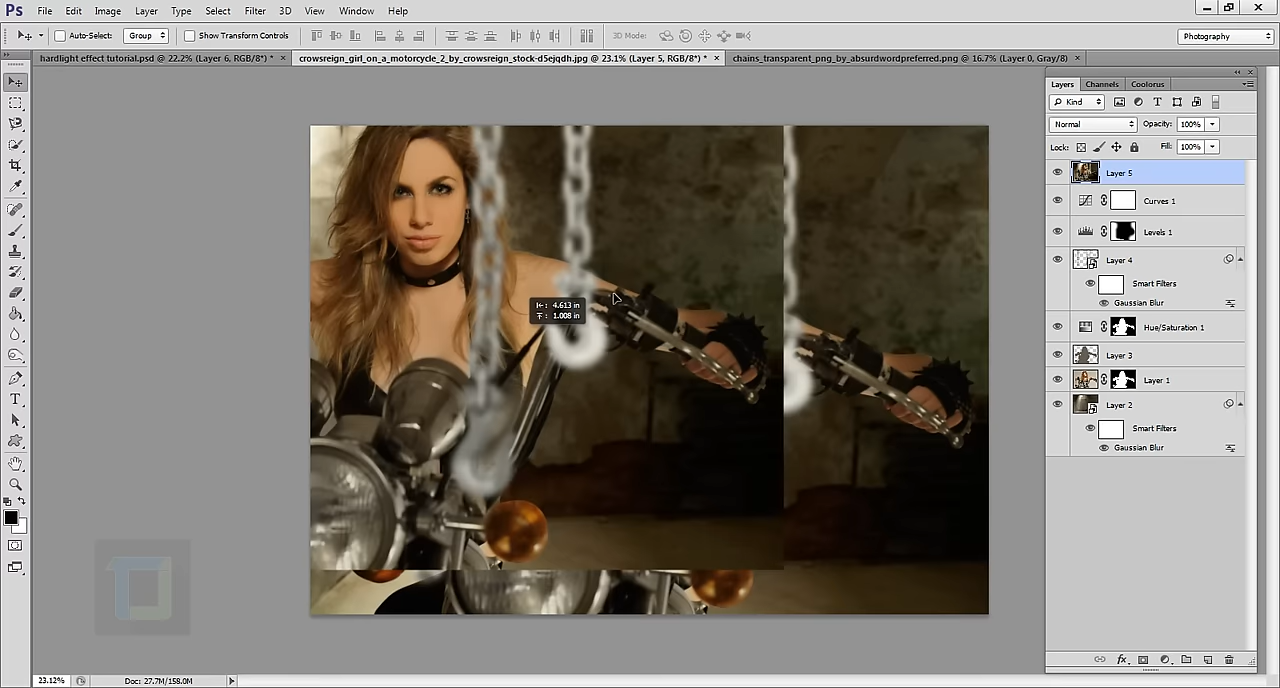 Ps File Edit Image Layer Type Select Filter 3D View Window Help
Auto-Select: Group Show Transform Controls 3D Mode: Photography
hardlight effect tutorial.psd @ 22.2% (Layer 6, RGB/8*) * × crowsreign_girl_on_a_motorcycle_2_by_crowsreign_stock-d5ejqdh.jpg @ 23.1% (Layer 5, RGB/8*) * × chains_transparent_png_by_absurdwordpreferred.png @ 16.7% (Layer 0, Gray/8) ×
Layers Channels Coolorus
Kind
Normal Opacity: 100%
Lock: Fill: 100%
Layer 5
Curves 1
Levels 1
Layer 4
Smart Filters
Gaussian Blur
Hue/Saturation 1
Layer 3
Layer 1
Layer 2
Smart Filters
Gaussian Blur
4.613 in
1.008 in
23.12% Doc: 27.7M/158.0M